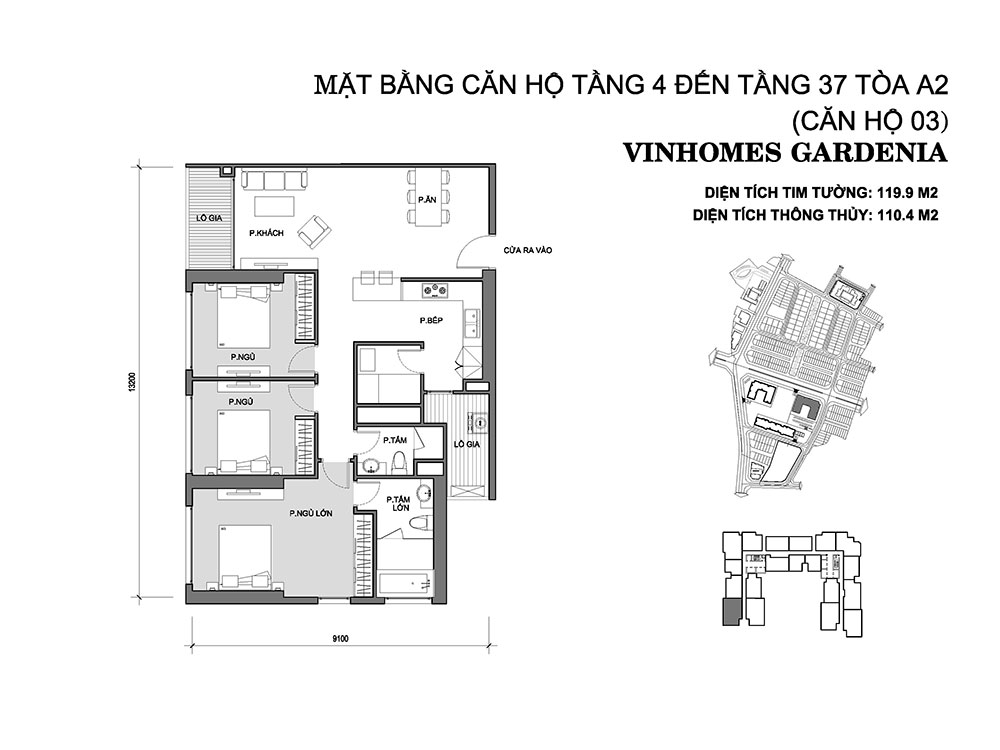 MẶT BẰNG CĂN HỘ TẦNG 4 ĐẾN TẦNG 37 TÒA A2
(CĂN HỘ 03)
VINHOMES GARDENIA
DIỆN TÍCH TIM TƯỜNG: 119.9 M2
DIỆN TÍCH THÔNG THỦY: 110.4 M2
P.ĂN
LÔ GIA
P.KHÁCH
CỬA RA VÀO
P.BẾP
P.NGỦ
13200
P.NGỦ
P.TẮM
LÔ GIA
P.TẮM
LỚN
P.NGỦ LỚN
9100